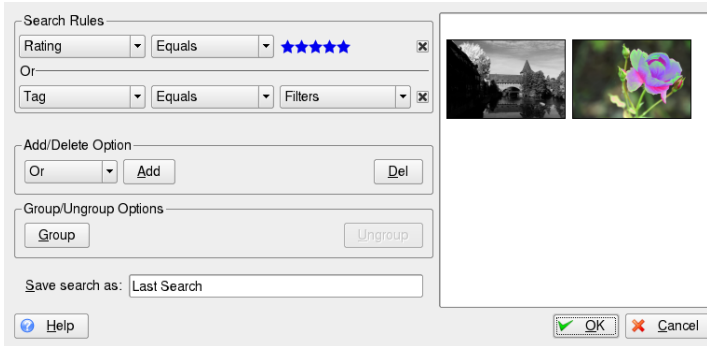 Search Rules
Rating Equals
Or
Tag Equals Filters
Add/Delete Option
Or Add Del
Group/Ungroup Options
Group Ungroup
Save search as: Last Search
Help OK Cancel